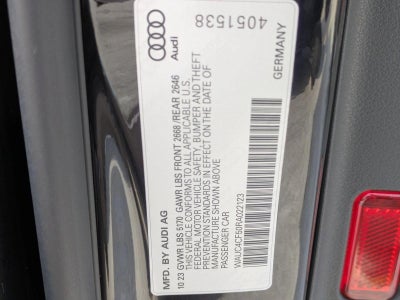 Audi
4051538
GERMANY
MFD. BY AUDI AG
10 23 GVWR LBS 5170 GAWR LBS FRONT 2668 /REAR 2646
THIS VEHICLE CONFORMS TO ALL APPLICABLE U.S.
FEDERAL MOTOR VEHICLE SAFETY, BUMPER AND THEFT
PREVENTION STANDARDS IN EFFECT ON THE DATE OF
MANUFACTURE SHOWN ABOVE
PASSENGER CAR